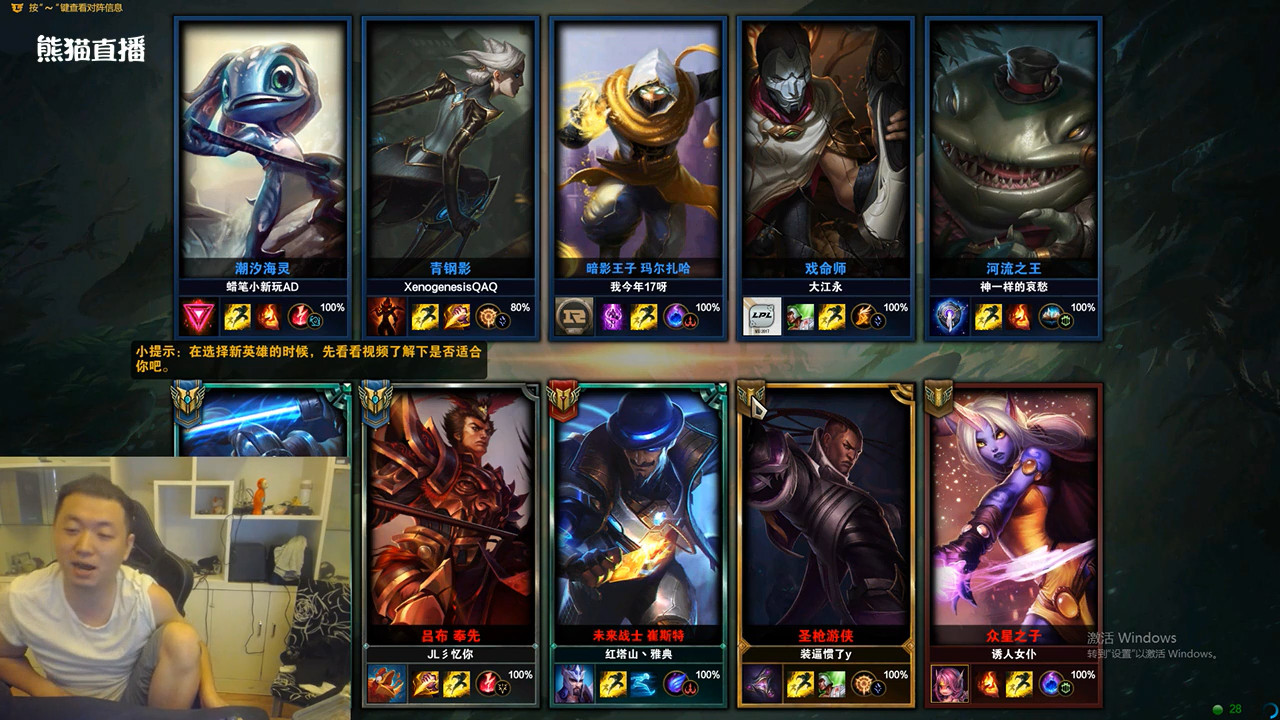 按“～”键查看对阵信息
熊猫直播
潮汐海灵
青钢影
暗影王子 玛尔扎哈
戏命师
河流之王
蜡笔小新玩AD
XenogenesisQAQ
我今年17呀
大江永
神一样的哀愁
100%
80%
100%
100%
100%
LPL
小提示：在选择新英雄的时候，先看看视频了解下是否适合
你吧。
吕布 奉先
未来战士 崔斯特
圣枪游侠
众星之子
JL彡忆你
红塔山丶雅典
装逼惯了y
诱人女仆
100%
100%
100%
100%
激活 Windows
转到“设置”以激活 Windows。
28